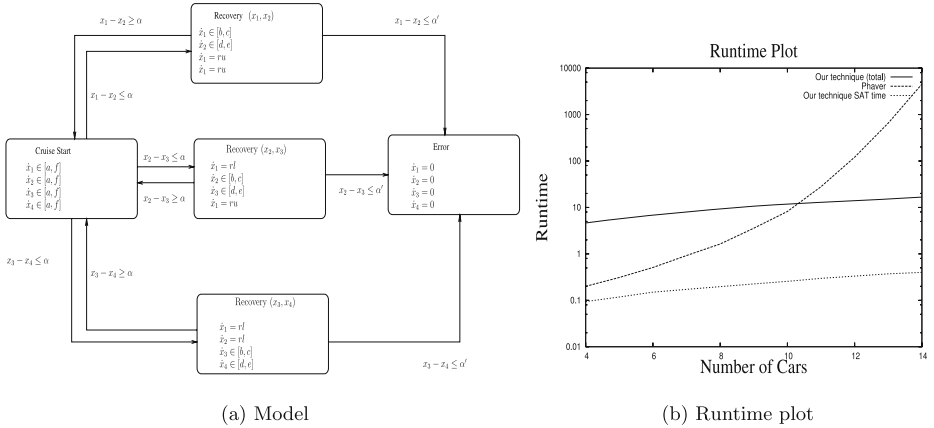 Recovery (x₁, x₂)
ẋ₁ ∈ [b, c]
ẋ₂ ∈ [d, e]
ẋ₁ = ru
ẋ₁ = ru
x₁ − x₂ ≥ α
x₁ − x₂ ≤ α′
x₁ − x₂ ≤ α
Cruise Start
ẋ₁ ∈ [a, f]
ẋ₂ ∈ [a, f]
ẋ₃ ∈ [a, f]
ẋ₄ ∈ [a, f]
x₂ − x₃ ≤ α
x₂ − x₃ ≥ α
Recovery (x₂, x₃)
ẋ₁ = rl
ẋ₂ ∈ [b, c]
ẋ₃ ∈ [d, e]
ẋ₁ = ru
x₂ − x₃ ≤ α′
Error
ẋ₁ = 0
ẋ₂ = 0
ẋ₃ = 0
ẋ₄ = 0
x₃ − x₄ ≤ α
x₃ − x₄ ≥ α
Recovery (x₃, x₄)
ẋ₁ = rl
ẋ₂ = rl
ẋ₃ ∈ [b, c]
ẋ₄ ∈ [d, e]
x₃ − x₄ ≤ α′
(a) Model
Runtime Plot
Our technique (total)
Phaver
Our technique SAT time
Runtime
10000
1000
100
10
1
0.1
0.01
4
6
8
10
12
14
Number of Cars
(b) Runtime plot